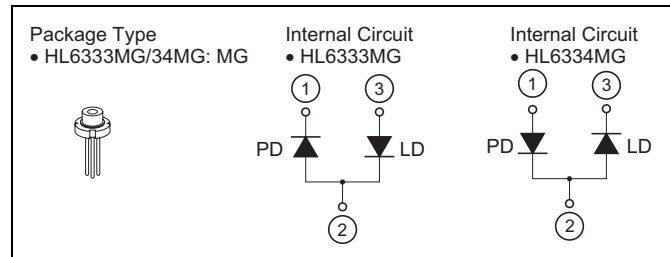 Package Type
• HL6333MG/34MG: MG
Internal Circuit
• HL6333MG
1
3
PD
LD
2
Internal Circuit
• HL6334MG
1
3
PD
LD
2